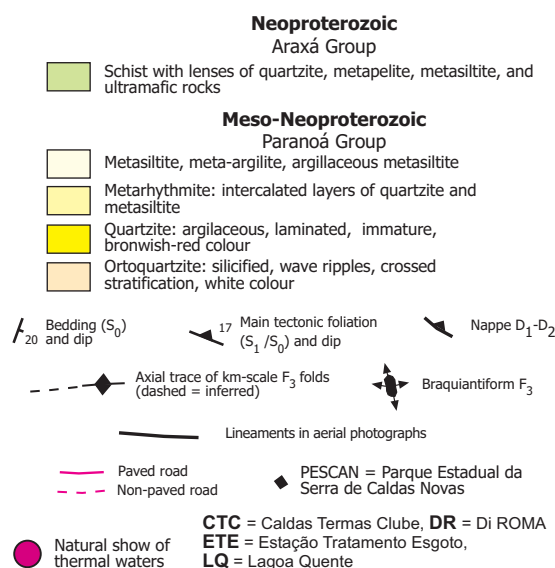 Neoproterozoic
Araxá Group
Schist with lenses of quartzite, metapelite, metasiltite, and
ultramafic rocks
Meso-Neoproterozoic
Paranoá Group
Metasiltite, meta-argilite, argillaceous metasiltite
Metarhythmite: intercalated layers of quartzite and
metasiltite
Quartzite: argilaceous, laminated, immature,
bronwish-red colour
Ortoquartzite: silicified, wave ripples, crossed
stratification, white colour
20 Bedding (S0)
and dip
17 Main tectonic foliation
(S1 /S0) and dip
Nappe D1-D2
Axial trace of km-scale F3 folds
(dashed = inferred)
Braquiantiform F3
Lineaments in aerial photographs
Paved road
Non-paved road
PESCAN = Parque Estadual da
Serra de Caldas Novas
Natural show of
thermal waters
CTC = Caldas Termas Clube, DR = Di ROMA
ETE = Estação Tratamento Esgoto,
LQ = Lagoa Quente